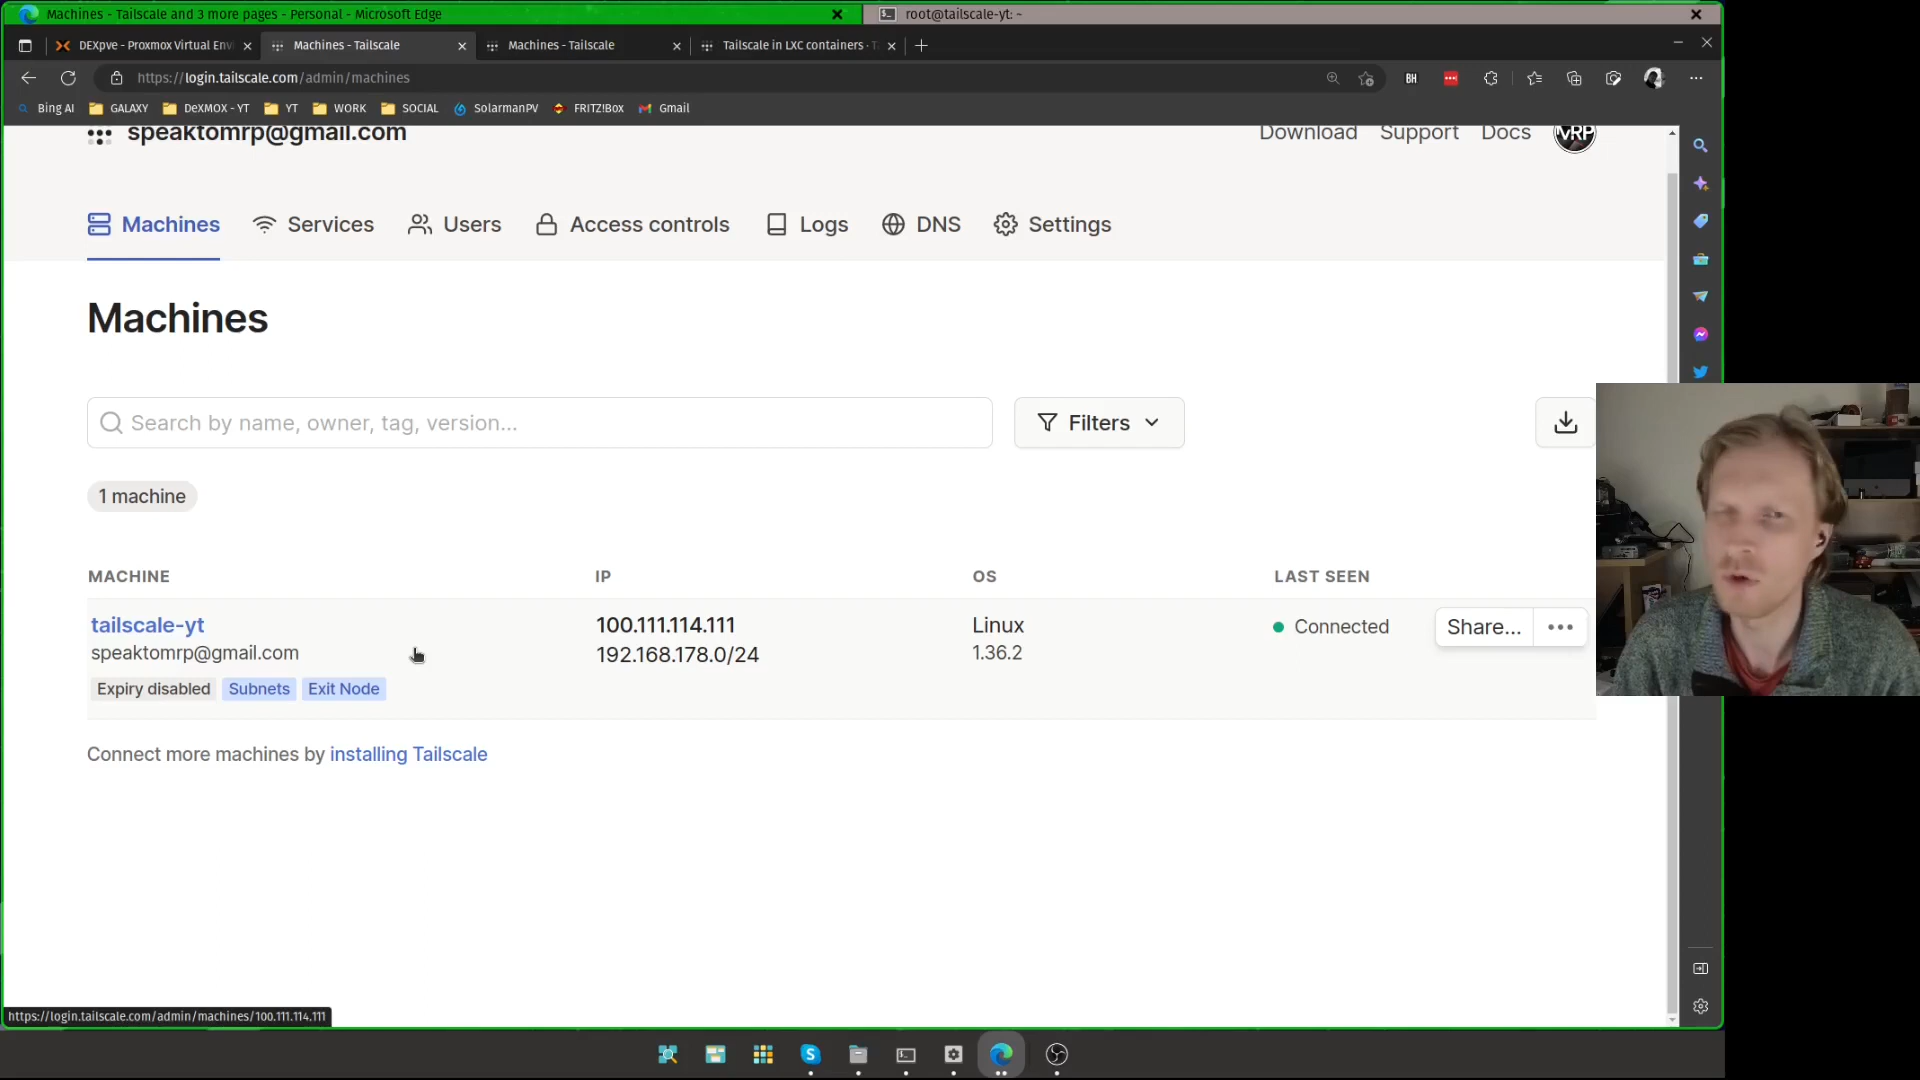 Machines - Tailscale and 3 more pages - Personal - Microsoft Edge
root@tailscale-yt: ~
DEXpve - Proxmox Virtual Envi
Machines - Tailscale
Machines - Tailscale
Tailscale in LXC containers · T
https://login.tailscale.com/admin/machines
BH
Bing AI
GALAXY
DeXMOX - YT
YT
WORK
SOCIAL
SolarmanPV
FRITZ!Box
Gmail
speaktomrp@gmail.com
Download
Support
Docs
MRP
Machines
Services
Users
Access controls
Logs
DNS
Settings
Machines
Search by name, owner, tag, version...
Filters
1 machine
MACHINE
IP
OS
LAST SEEN
tailscale-yt
100.111.114.111
Linux
Connected
Share...
speaktomrp@gmail.com
192.168.178.0/24
1.36.2
Expiry disabled
Subnets
Exit Node
Connect more machines by installing Tailscale
https://login.tailscale.com/admin/machines/100.111.114.111